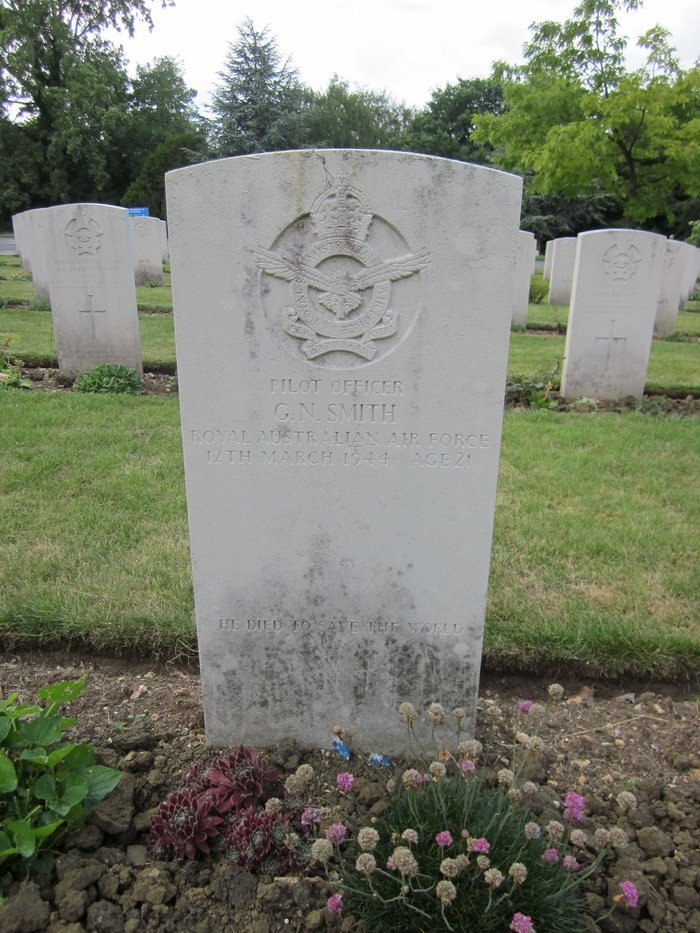 PILOT OFFICER
G. N. SMITH
ROYAL AUSTRALIAN AIR FORCE
12TH MARCH 1944 AGE 21
HE DIED TO SAVE THE WORLD